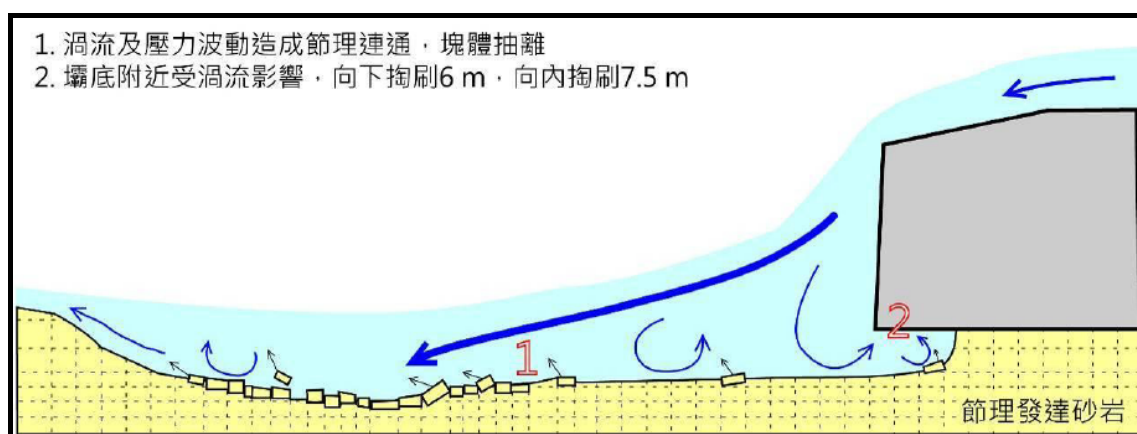 1. 渦流及壓力波動造成節理連通，塊體抽離
2. 壩底附近受渦流影響，向下掏刷6 m，向內掏刷7.5 m
2
1
節理發達砂岩